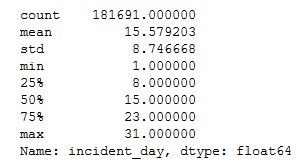 count    181691.000000
mean         15.579203
std           8.746668
min           1.000000
25%           8.000000
50%          15.000000
75%          23.000000
max          31.000000
Name: incident_day, dtype: float64